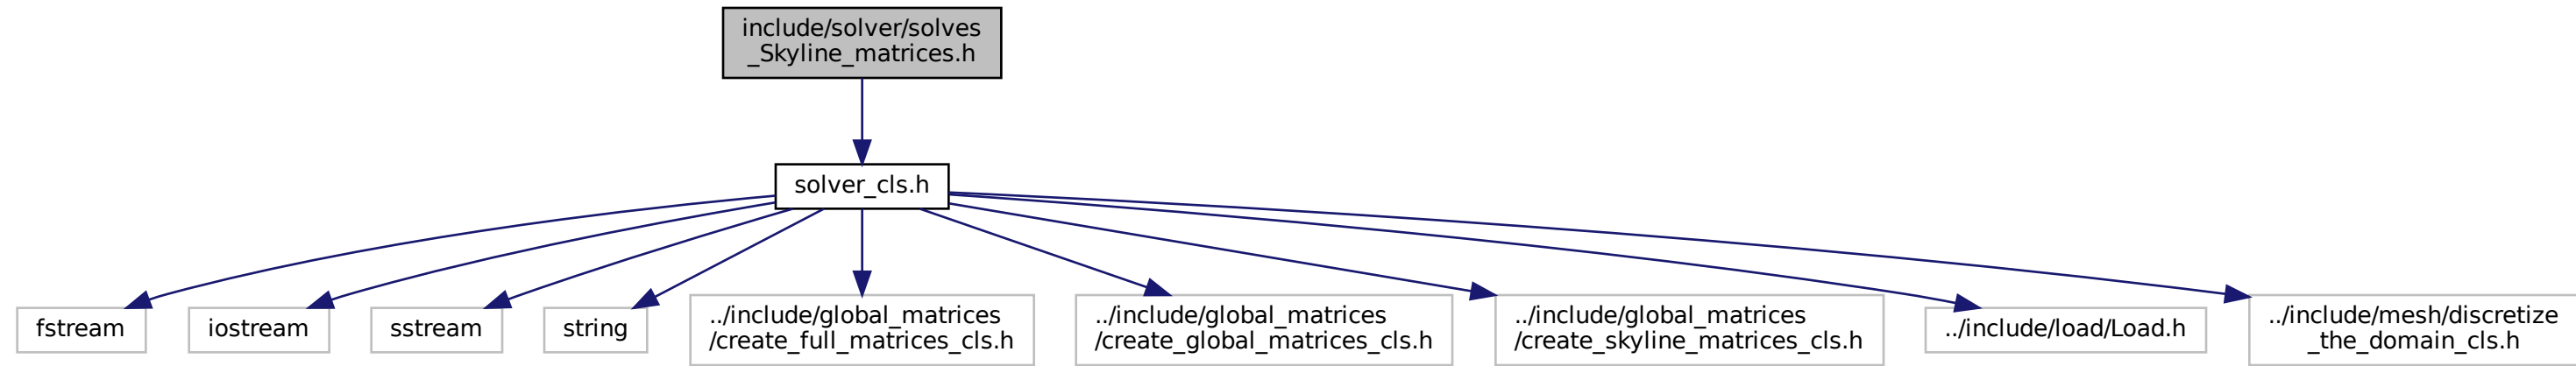 include/solver/solves
_Skyline_matrices.h
solver_cls.h
fstream
iostream
sstream
string
../include/global_matrices
/create_full_matrices_cls.h
../include/global_matrices
/create_global_matrices_cls.h
../include/global_matrices
/create_skyline_matrices_cls.h
../include/load/Load.h
../include/mesh/discretize
_the_domain_cls.h